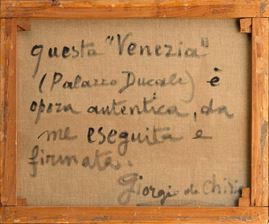 questa "Venezia"
(Palazzo Ducale) è
opera autentica, da
me eseguita e
firmata.
Giorgio de Chirico